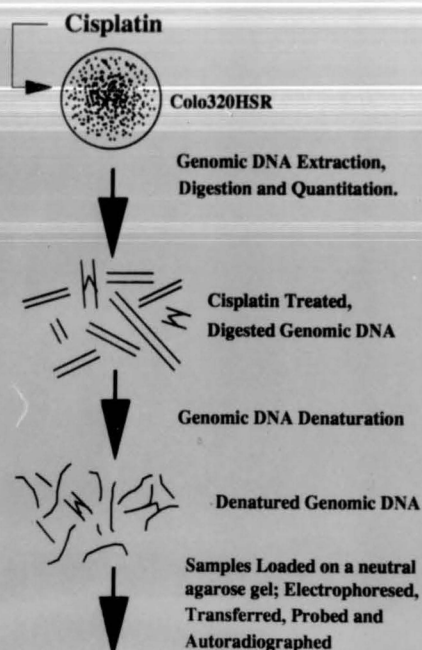 Cisplatin
Colo320HSR
Genomic DNA Extraction,
Digestion and Quantitation.
Cisplatin Treated,
Digested Genomic DNA
Genomic DNA Denaturation
Denatured Genomic DNA
Samples Loaded on a neutral
agarose gel; Electrophoresed,
Transferred, Probed and
Autoradiographed